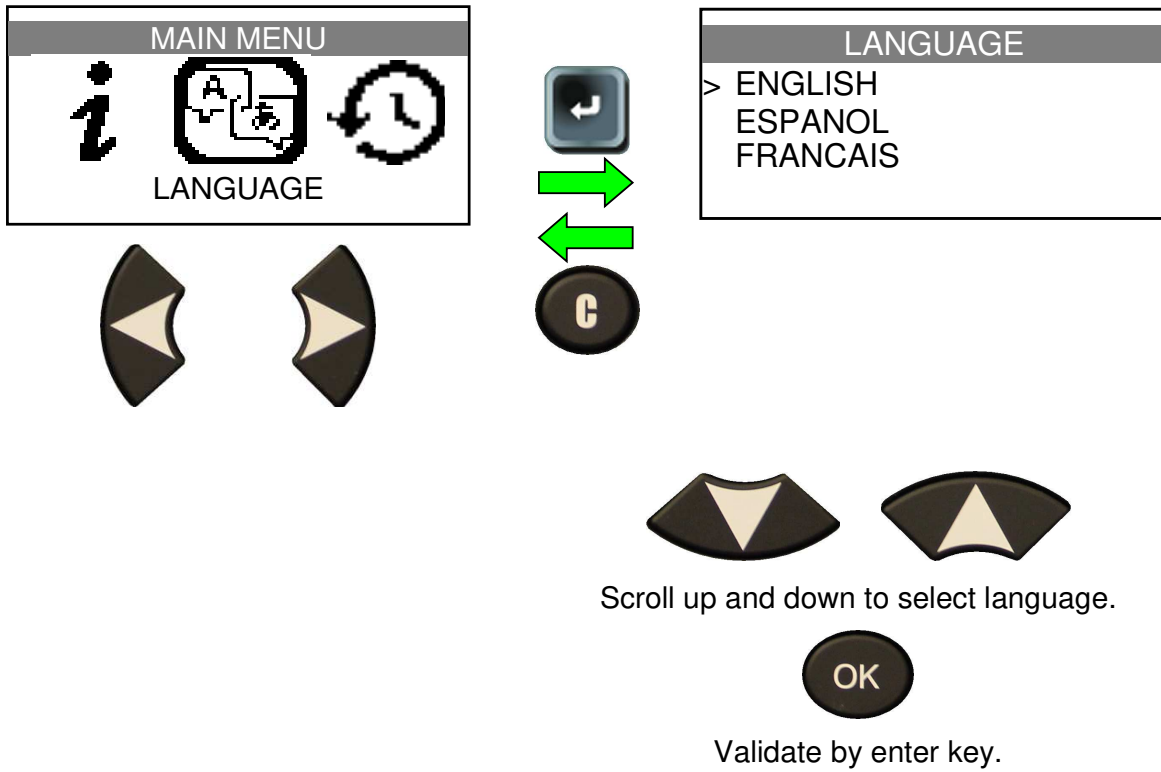 MAIN MENU
A あ
LANGUAGE
LANGUAGE
> ENGLISH
ESPANOL
FRANCAIS
C
Scroll up and down to select language.
OK
Validate by enter key.